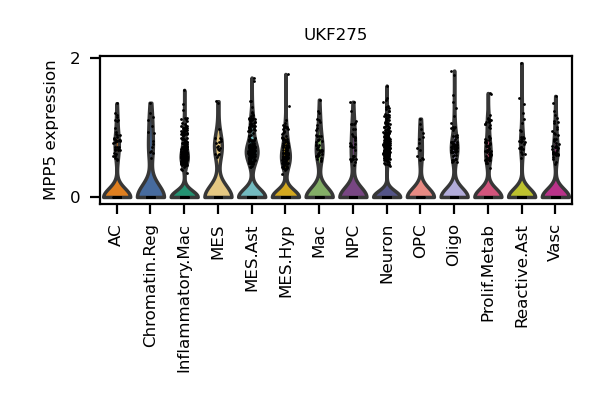 UKF275
MPP5 expression
2
0
AC
Chromatin.Reg
Inflammatory.Mac
MES
MES.Ast
MES.Hyp
Mac
NPC
Neuron
OPC
Oligo
Prolif.Metab
Reactive.Ast
Vasc